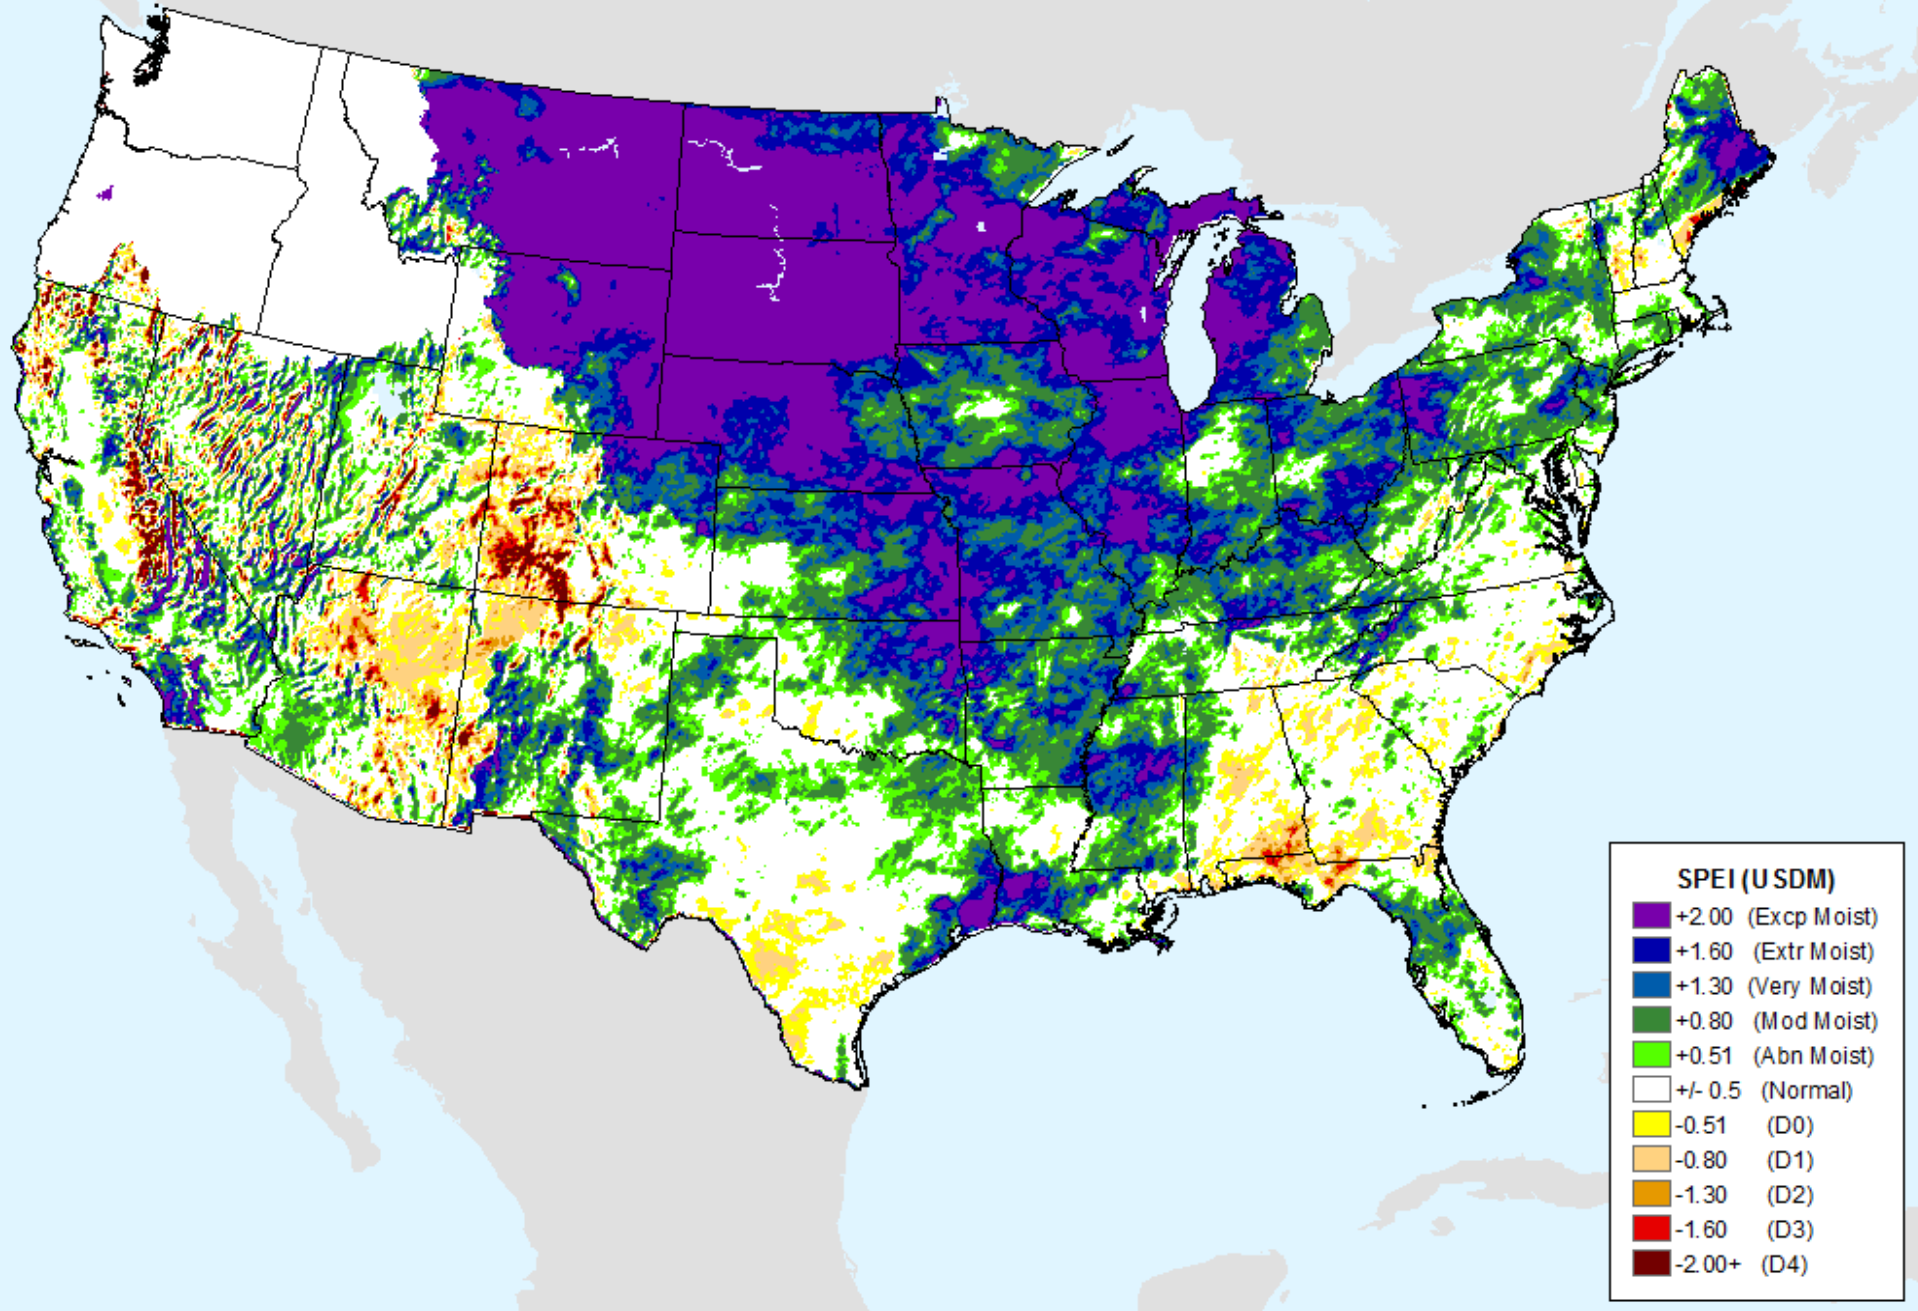 SPEI (USDM)
+2.00 (Excp Moist)
+1.60 (Extr Moist)
+1.30 (Very Moist)
+0.80 (Mod Moist)
+0.51 (Abn Moist)
+/- 0.5 (Normal)
-0.51 (D0)
-0.80 (D1)
-1.30 (D2)
-1.60 (D3)
-2.00+ (D4)